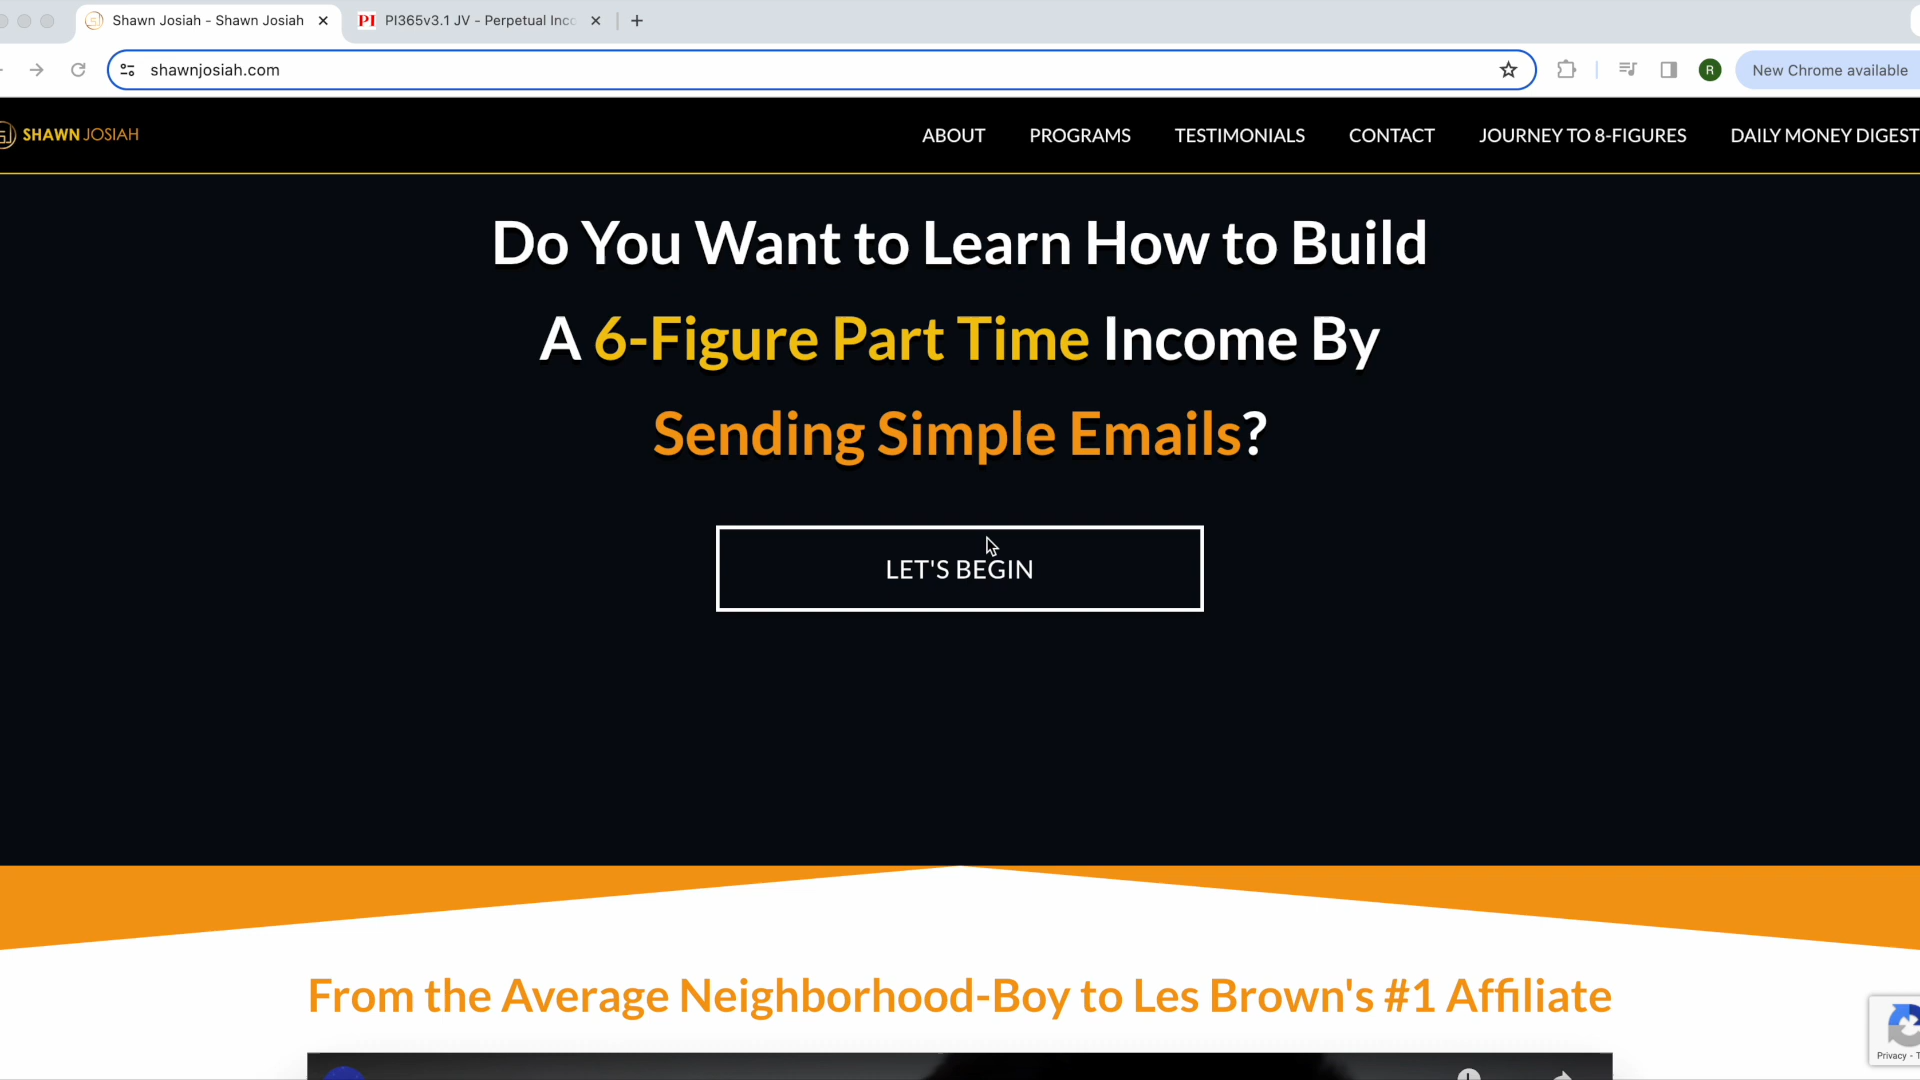 Shawn Josiah - Shawn Josiah
PI365v3.1 JV - Perpetual Inco
shawnjosiah.com
R
New Chrome available
SHAWN JOSIAH
ABOUT PROGRAMS TESTIMONIALS CONTACT JOURNEY TO 8-FIGURES DAILY MONEY DIGEST
Do You Want to Learn How to Build
A 6-Figure Part Time Income By
Sending Simple Emails?
LET'S BEGIN
From the Average Neighborhood-Boy to Les Brown's #1 Affiliate
Privacy - T